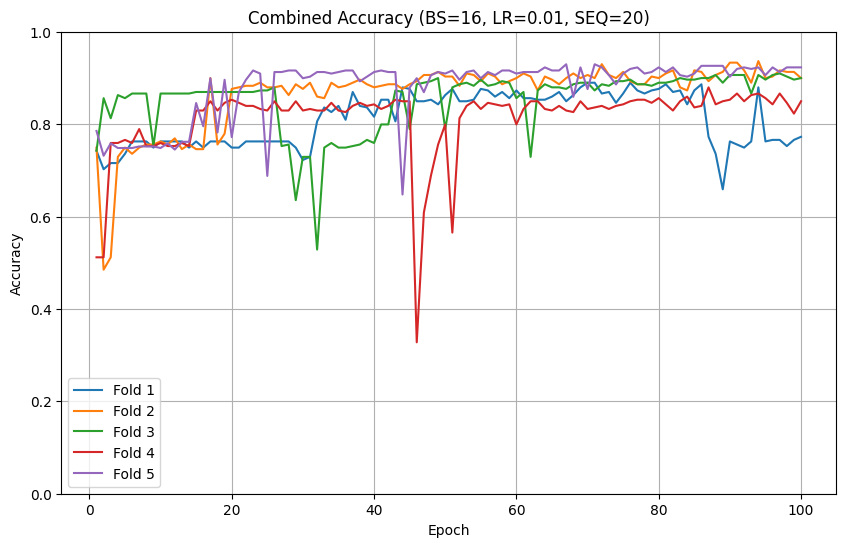 Combined Accuracy (BS=16, LR=0.01, SEQ=20)
1.0
0.8
0.6
0.4
0.2
0.0
Accuracy
Fold 1
Fold 2
Fold 3
Fold 4
Fold 5
0 20 40 60 80 100
Epoch